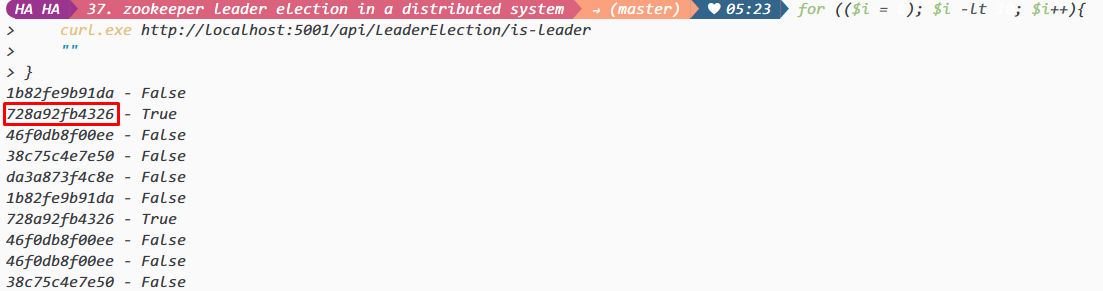 HA HA 37. zookeeper leader election in a distributed system → (master) ♥ 05:23 for (($i = ); $i -lt ; $i++){
> curl.exe http://localhost:5001/api/LeaderElection/is-leader
> ""
> }
1b82fe9b91da - False
728a92fb4326 - True
46f0db8f00ee - False
38c75c4e7e50 - False
da3a873f4c8e - False
1b82fe9b91da - False
728a92fb4326 - True
46f0db8f00ee - False
46f0db8f00ee - False
38c75c4e7e50 - False